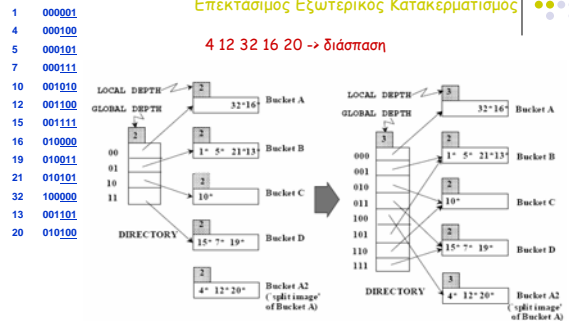 Επεκτάσιμος Εξωτερικός Κατακερματισμός
4 12 32 16 20 -> διάσπαση
1 000001
4 000100
5 000101
7 000111
10 001010
12 001100
15 001111
16 010000
19 010011
21 010101
32 100000
13 001101
20 010100
LOCAL DEPTH
GLOBAL DEPTH
2
00
01
10
11
DIRECTORY
2
32*16*
Bucket A
2
1* 5* 21*13*
Bucket B
2
10*
Bucket C
2
15* 7* 19*
Bucket D
2
4* 12*20*
Bucket A2
(`split image'
of Bucket A)
LOCAL DEPTH
GLOBAL DEPTH
3
000
001
010
011
100
101
110
111
DIRECTORY
3
32*16*
Bucket A
2
1* 5* 21*13*
Bucket B
2
10*
Bucket C
2
15* 7* 19*
Bucket D
3
4* 12*20*
Bucket A2
(`split image'
of Bucket A)